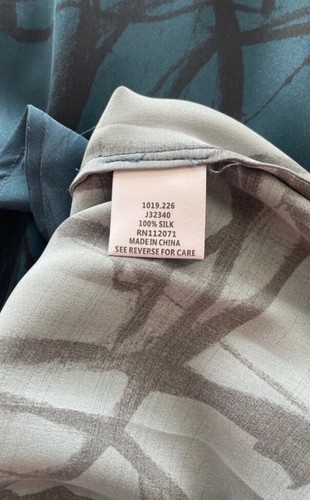 1019.226
J32340
100% SILK
RN112071
MADE IN CHINA
SEE REVERSE FOR CARE